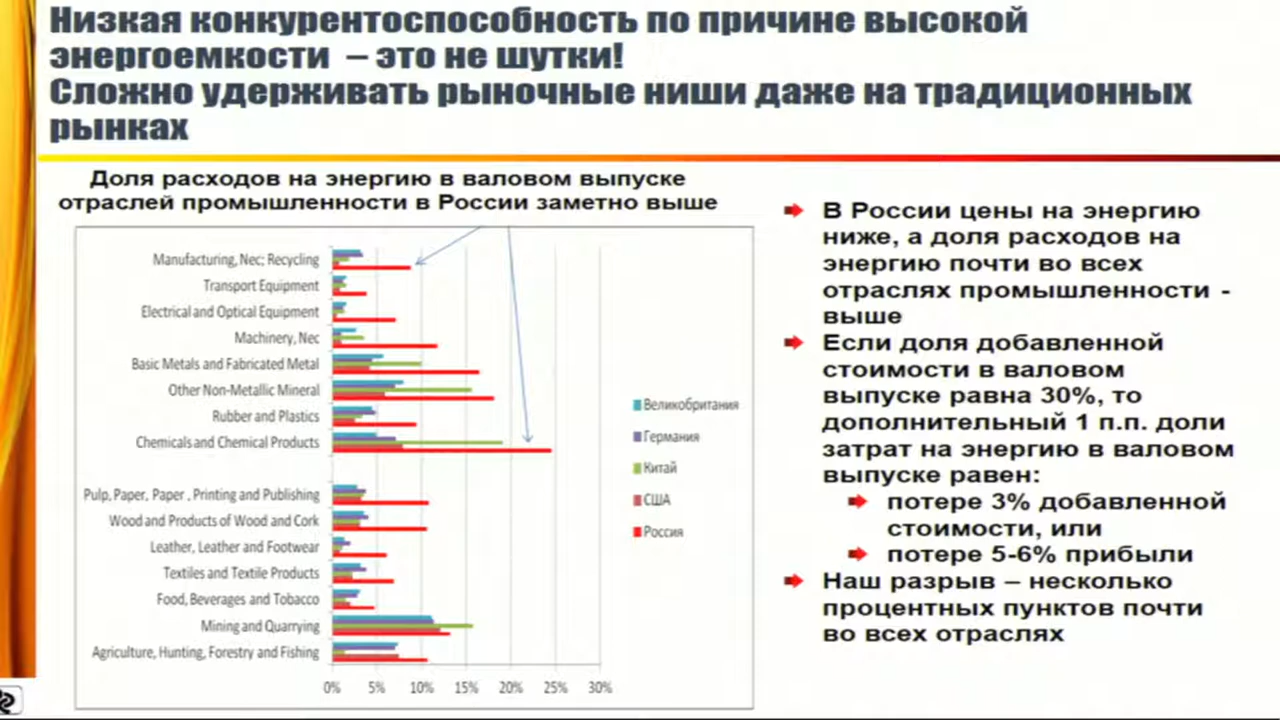 Низкая конкурентоспособность по причине высокой
энергоемкости – это не шутки!
Сложно удерживать рыночные ниши даже на традиционных
рынках
Доля расходов на энергию в валовом выпуске
отраслей промышленности в России заметно выше
Manufacturing, Nec; Recycling
Transport Equipment
Electrical and Optical Equipment
Machinery, Nec
Basic Metals and Fabricated Metal
Other Non-Metallic Mineral
Rubber and Plastics
Chemicals and Chemical Products
Pulp, Paper, Paper , Printing and Publishing
Wood and Products of Wood and Cork
Leather, Leather and Footwear
Textiles and Textile Products
Food, Beverages and Tobacco
Mining and Quarrying
Agriculture, Hunting, Forestry and Fishing
0% 5% 10% 15% 20% 25% 30%
Великобритания
Германия
Китай
США
Россия
В России цены на энергию
ниже, а доля расходов на
энергию почти во всех
отраслях промышленности -
выше
Если доля добавленной
стоимости в валовом
выпуске равна 30%, то
дополнительный 1 п.п. доли
затрат на энергию в валовом
выпуске равен:
потере 3% добавленной
стоимости, или
потере 5-6% прибыли
Наш разрыв – несколько
процентных пунктов почти
во всех отраслях